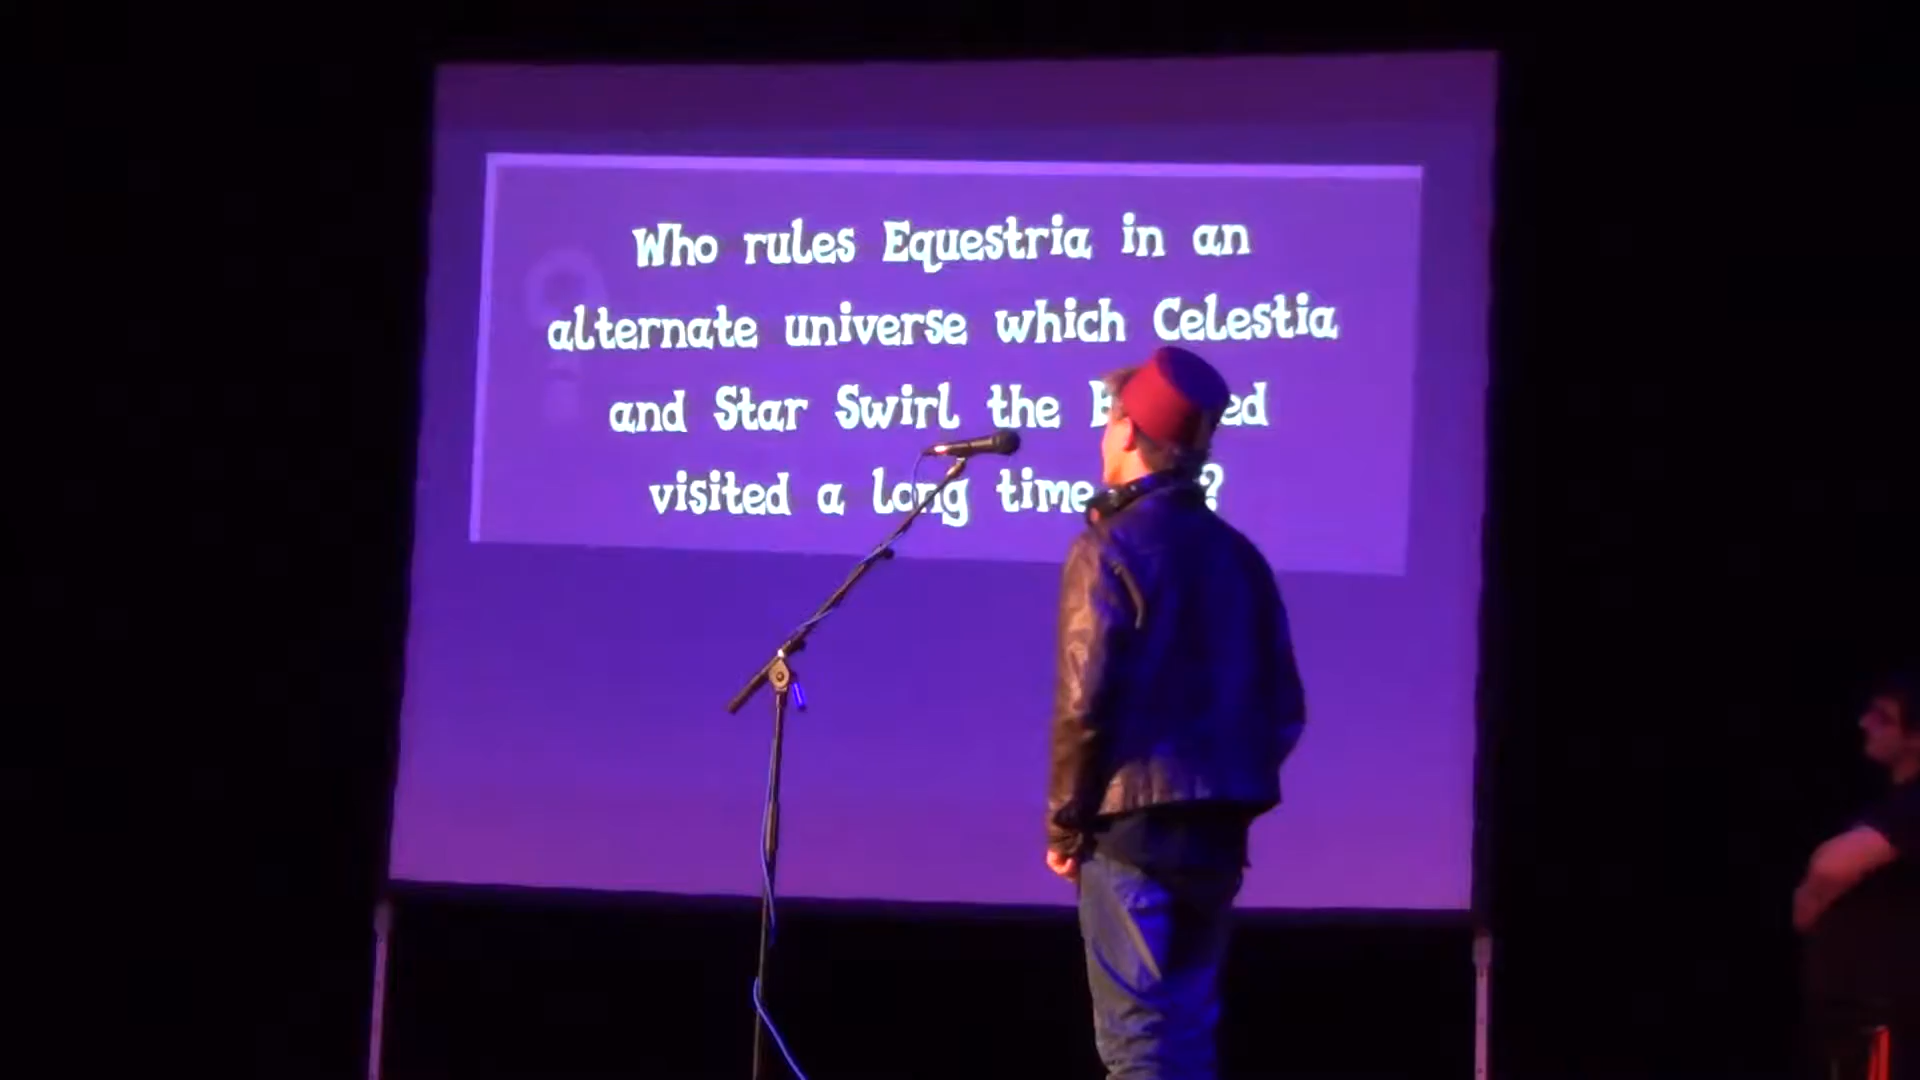 Who rules Equestria in an
alternate universe which Celestia
and Star Swirl the
visited a long time ?